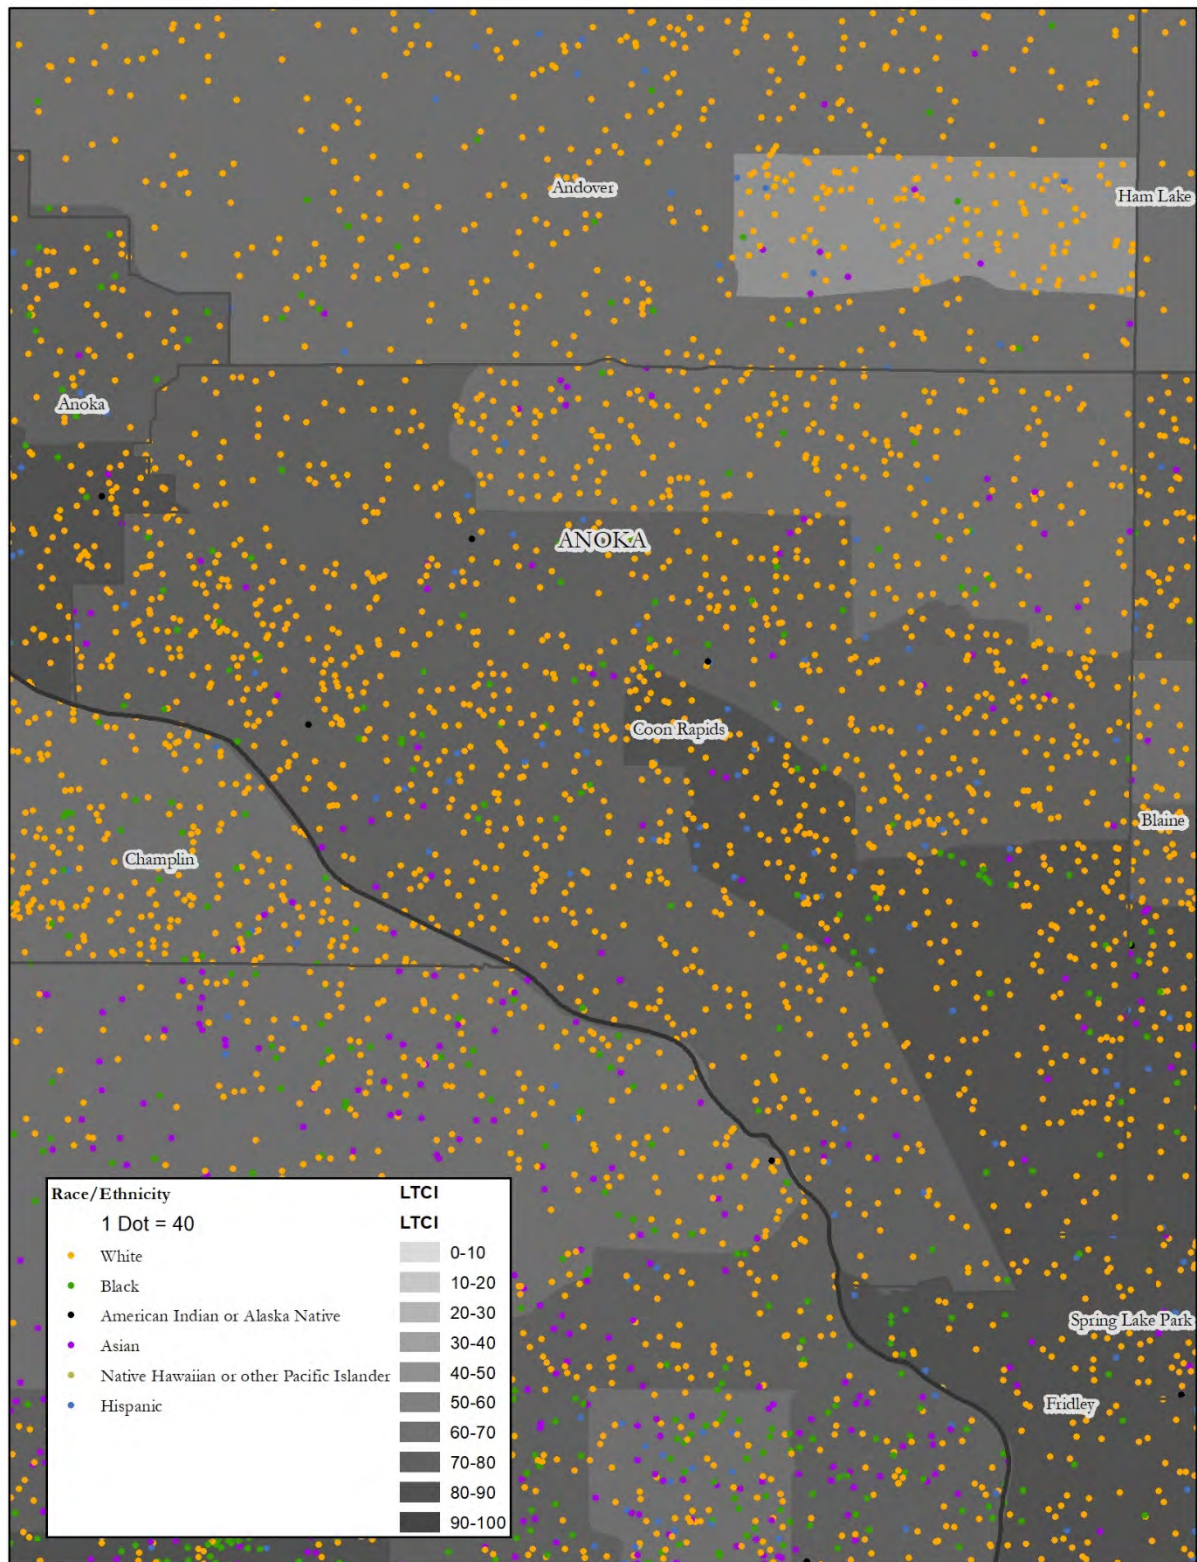 Andover
Ham Lake
Anoka
ANOKA
Coon Rapids
Blaine
Champlin
Spring Lake Park
Fridley
Race/Ethnicity
1 Dot = 40
White
Black
American Indian or Alaska Native
Asian
Native Hawaiian or other Pacific Islander
Hispanic
LTCI
LTCI
0-10
10-20
20-30
30-40
40-50
50-60
60-70
70-80
80-90
90-100